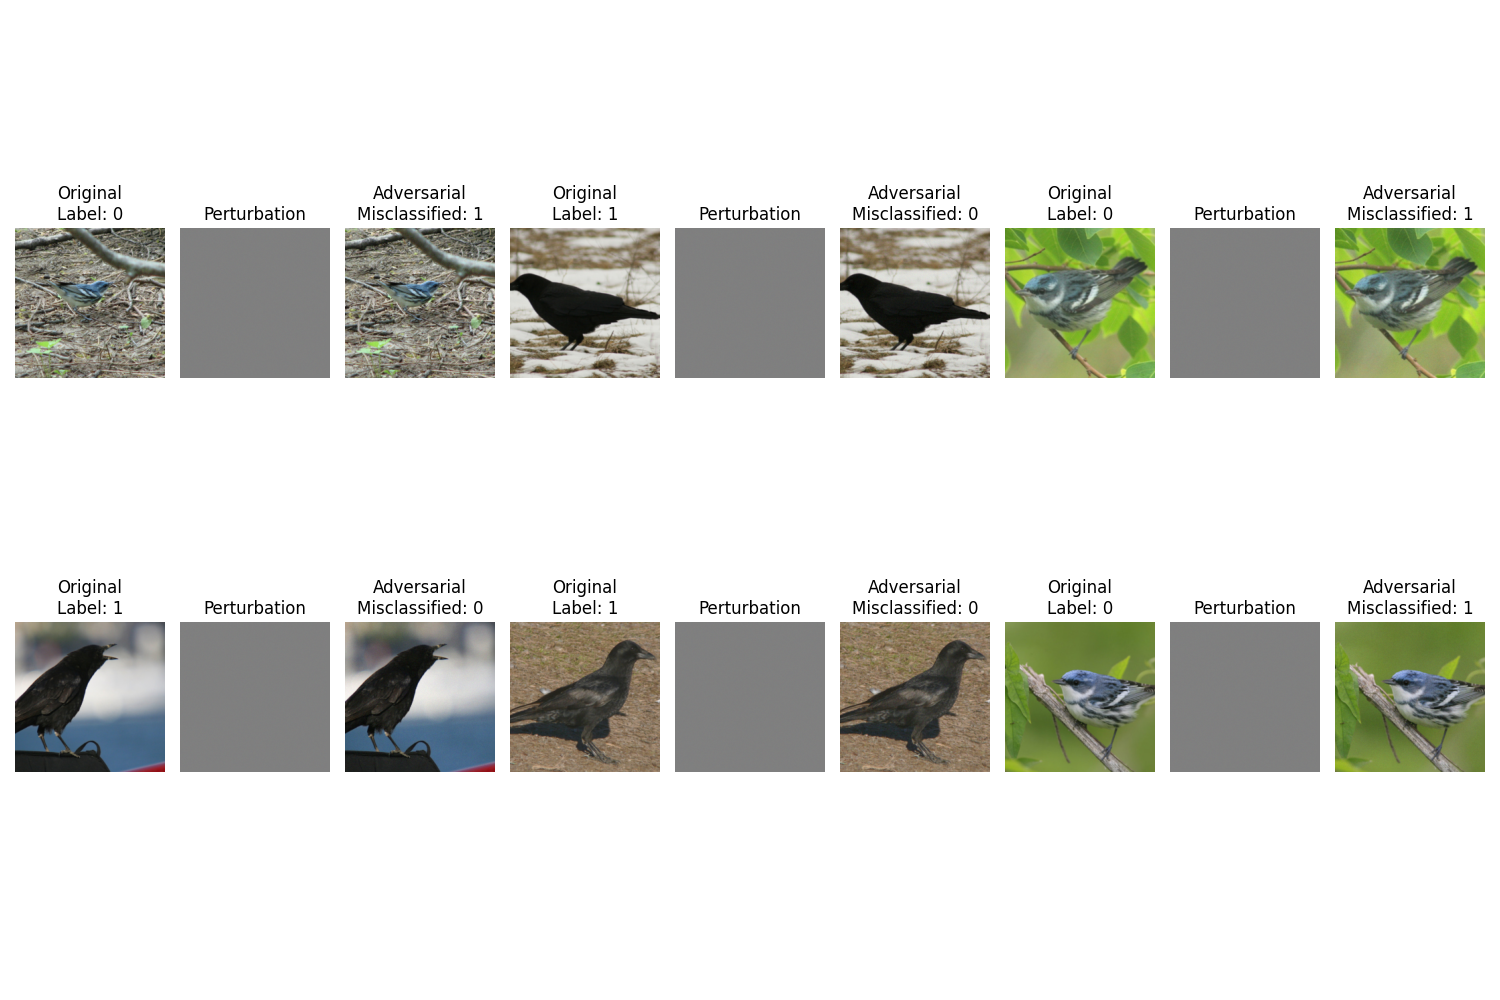 Original
Label: 0
Perturbation
Adversarial
Misclassified: 1
Original
Label: 1
Perturbation
Adversarial
Misclassified: 0
Original
Label: 0
Perturbation
Adversarial
Misclassified: 1
Original
Label: 1
Perturbation
Adversarial
Misclassified: 0
Original
Label: 1
Perturbation
Adversarial
Misclassified: 0
Original
Label: 0
Perturbation
Adversarial
Misclassified: 1